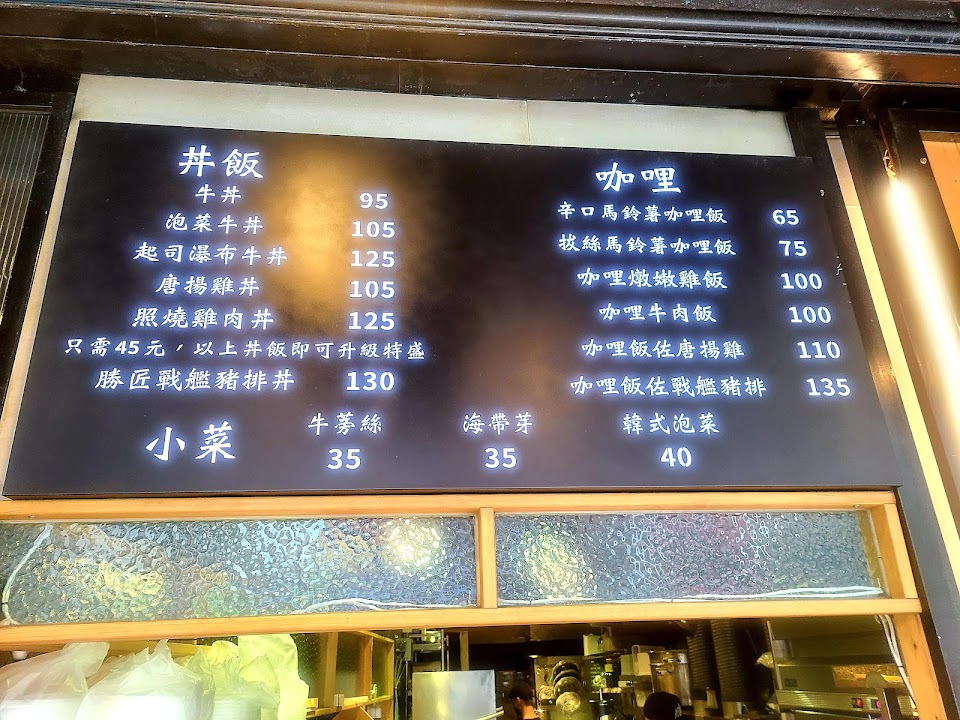 丼飯
牛丼 95
泡菜牛丼 105
起司瀑布牛丼 125
唐揚雞丼 105
照燒雞肉丼 125
只需45元，以上丼飯即可升級特盛
勝匠戰艦豬排丼 130
咖哩
辛口馬鈴薯咖哩飯 65
拔絲馬鈴薯咖哩飯 75
咖哩燉嫩雞飯 100
咖哩牛肉飯 100
咖哩飯佐唐揚雞 110
咖哩飯佐戰艦豬排 135
小菜
牛蒡絲 海帶芽 韓式泡菜
35 35 40